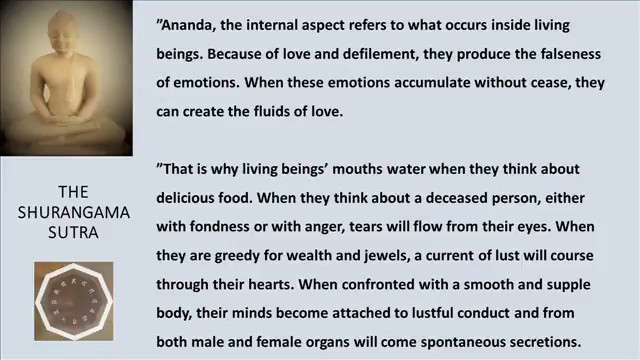 ”Ananda, the internal aspect refers to what occurs inside living
beings. Because of love and defilement, they produce the falseness
of emotions. When these emotions accumulate without cease, they
can create the fluids of love.
”That is why living beings’ mouths water when they think about
delicious food. When they think about a deceased person, either
with fondness or with anger, tears will flow from their eyes. When
they are greedy for wealth and jewels, a current of lust will course
through their hearts. When confronted with a smooth and supple
body, their minds become attached to lustful conduct and from
both male and female organs will come spontaneous secretions.
THE
SHURANGAMA
SUTRA